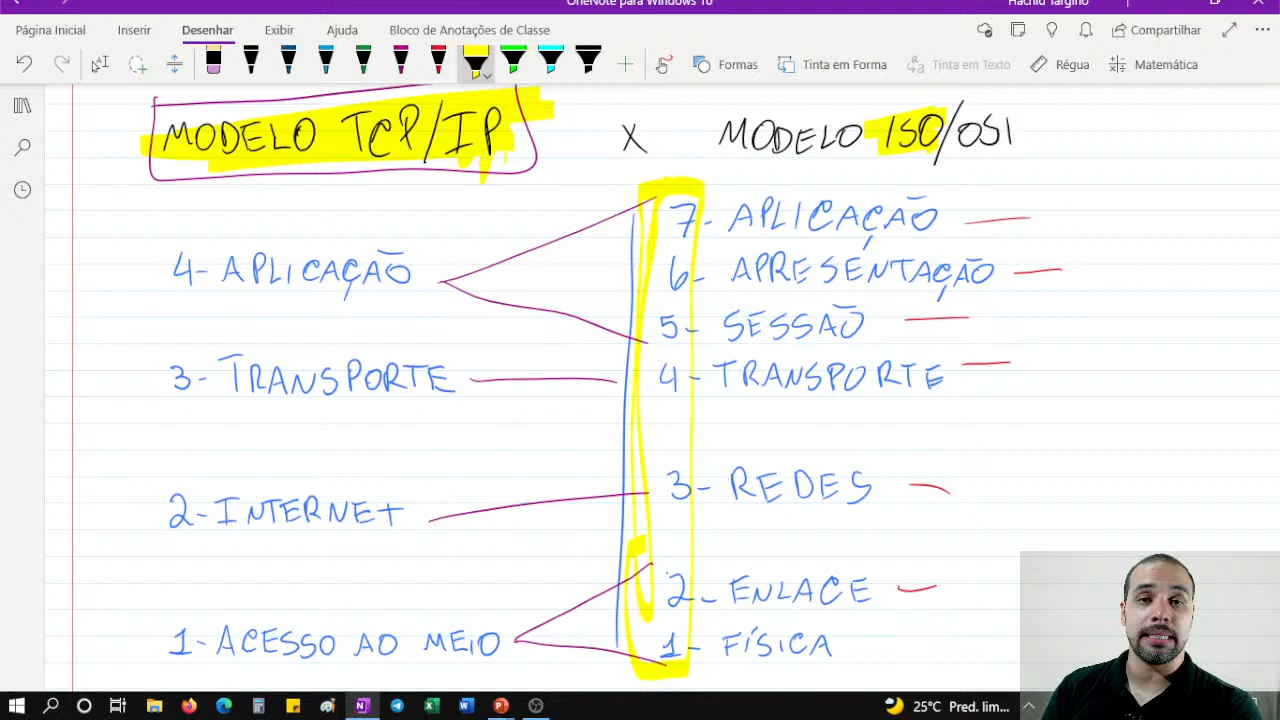 OneNote para Windows 10
Hachid Targino
Página Inicial Inserir Desenhar Exibir Ajuda Bloco de Anotações de Classe Compartilhar
Formas Tinta em Forma Tinta em Texto Régua Matemática
MODELO TCP/IP X MODELO ISO/OSI
7- APLICAÇÃO
4- APLICAÇÃO 6- APRESENTAÇÃO
5- SESSÃO
3- TRANSPORTE 4- TRANSPORTE
3- REDES
2- INTERNET
2- ENLACE
1- ACESSO AO MEIO 1- FÍSICA
25°C Pred. lim...